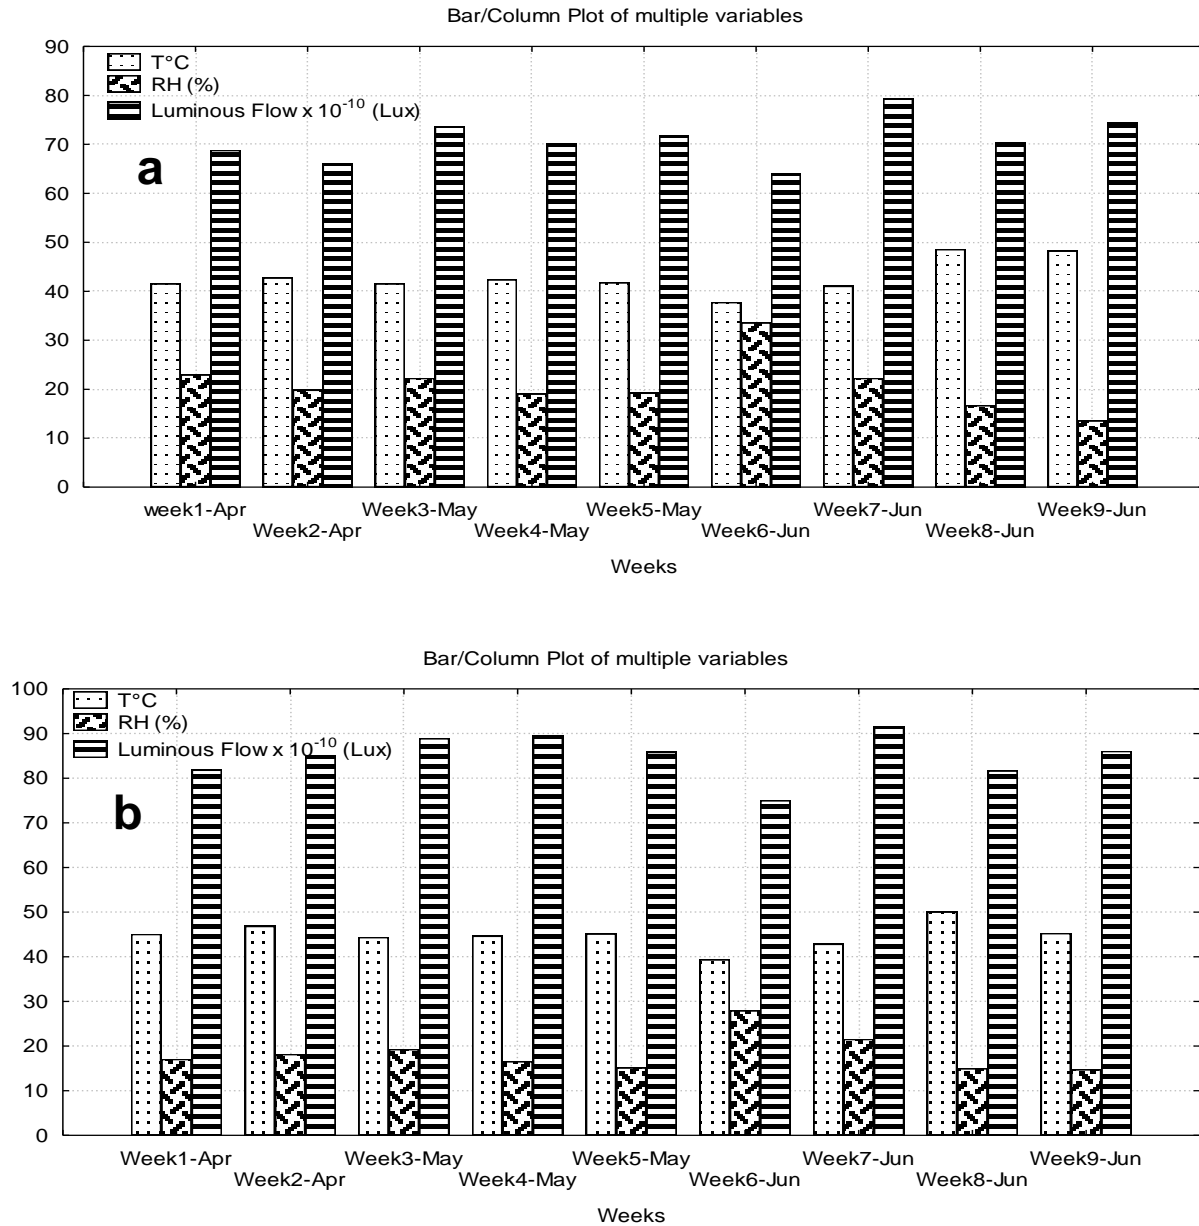 Bar/Column Plot of multiple variables
90
80
70
60
50
40
30
20
10
0
T°C
RH (%)
Luminous Flow x 10⁻¹⁰ (Lux)
a
week1-Apr
Week2-Apr
Week3-May
Week4-May
Week5-May
Week6-Jun
Week7-Jun
Week8-Jun
Week9-Jun
Weeks
Bar/Column Plot of multiple variables
100
90
80
70
60
50
40
30
20
10
0
T°C
RH (%)
Luminous Flow x 10⁻¹⁰ (Lux)
b
Week1-Apr
Week2-Apr
Week3-May
Week4-May
Week5-May
Week6-Jun
Week7-Jun
Week8-Jun
Week9-Jun
Weeks